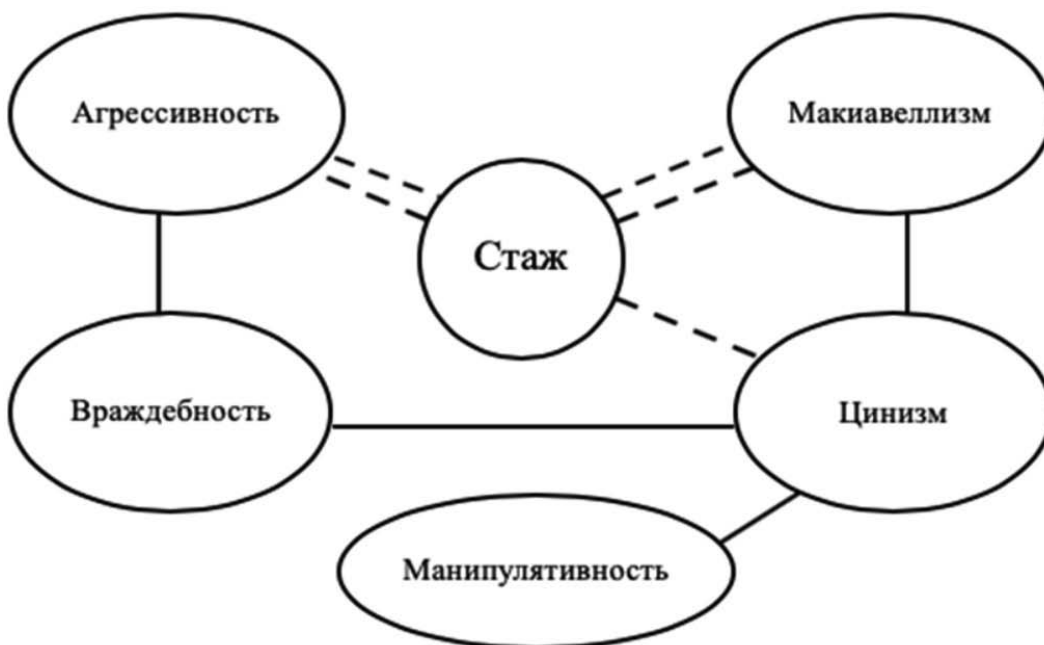 Агрессивность
Макиавеллизм
Стаж
Враждебность
Цинизм
Манипулятивность